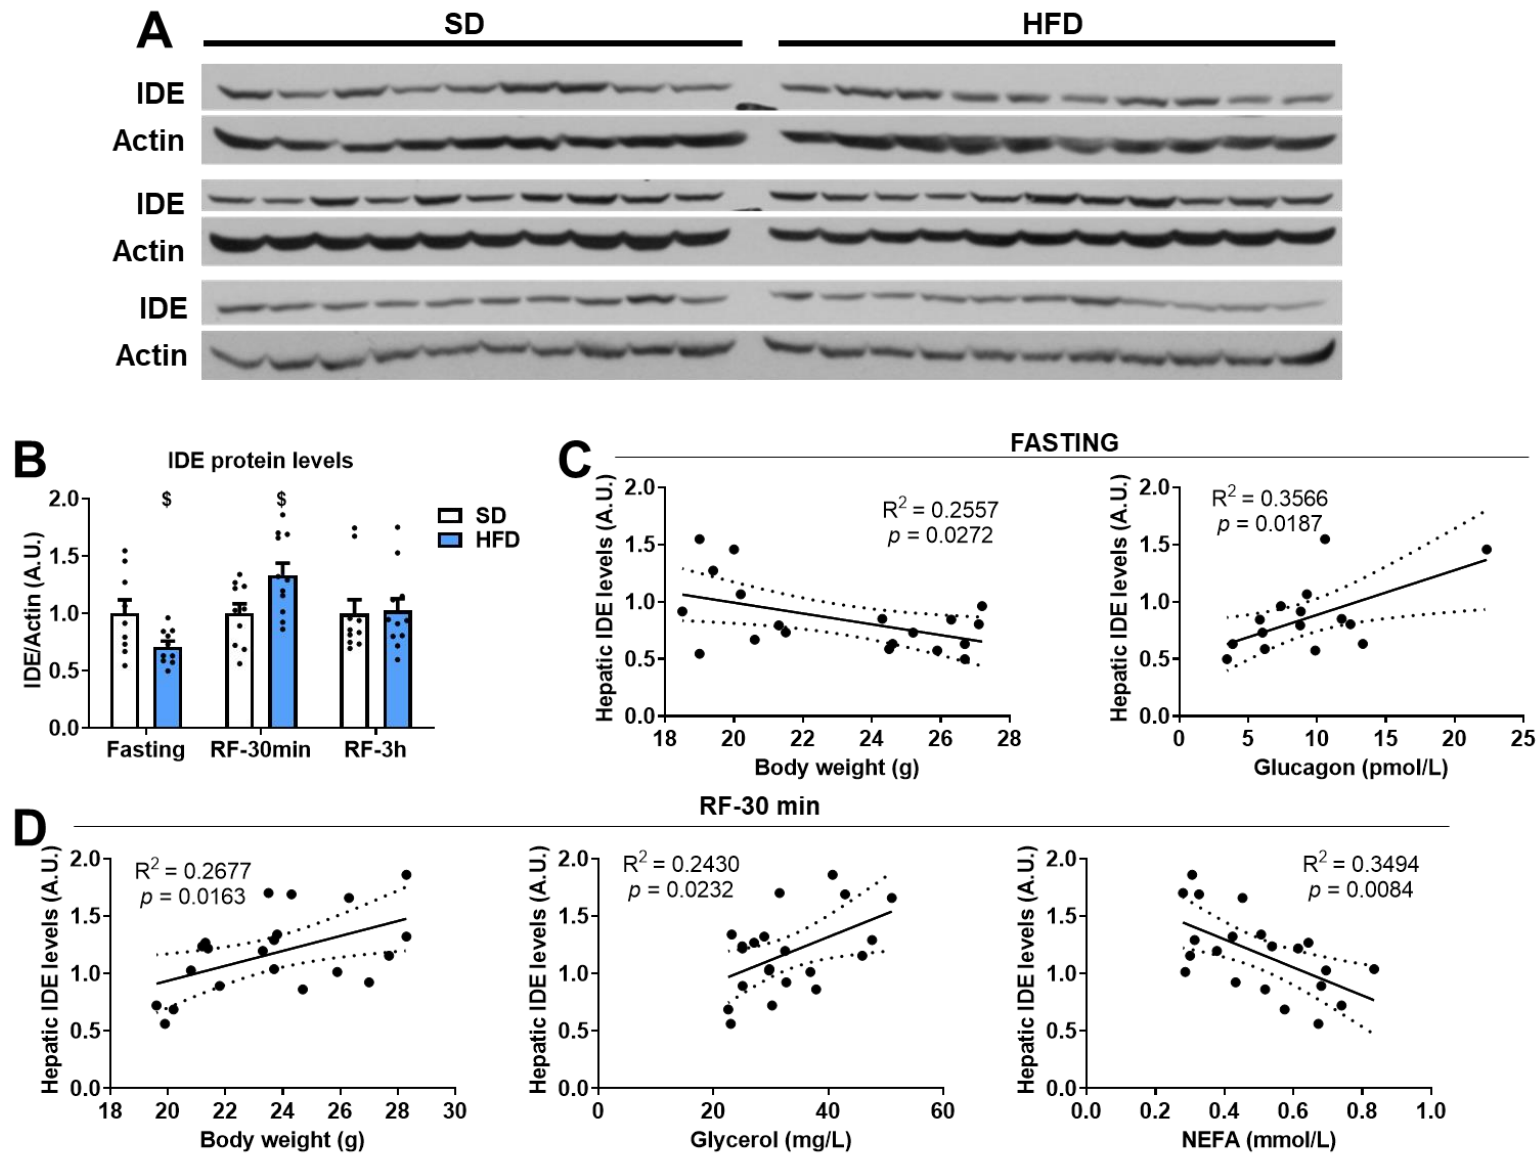 A
SD
HFD
IDE
Actin
IDE
Actin
IDE
Actin
B
IDE protein levels
IDE/Actin (A.U.)
2.0
1.5
1.0
0.5
0.0
$
$
SD
HFD
Fasting
RF-30min
RF-3h
C
FASTING
Hepatic IDE levels (A.U.)
2.0
1.5
1.0
0.5
0.0
R² = 0.2557
p = 0.0272
18
20
22
24
26
28
Body weight (g)
Hepatic IDE levels (A.U.)
2.0
1.5
1.0
0.5
0.0
R² = 0.3566
p = 0.0187
0
5
10
15
20
25
Glucagon (pmol/L)
D
RF-30 min
Hepatic IDE levels (A.U.)
2.0
1.5
1.0
0.5
0.0
R² = 0.2677
p = 0.0163
18
20
22
24
26
28
30
Body weight (g)
Hepatic IDE levels (A.U.)
2.0
1.5
1.0
0.5
0.0
R² = 0.2430
p = 0.0232
0
20
40
60
Glycerol (mg/L)
Hepatic IDE levels (A.U.)
2.0
1.5
1.0
0.5
0.0
R² = 0.3494
p = 0.0084
0.0
0.2
0.4
0.6
0.8
1.0
NEFA (mmol/L)